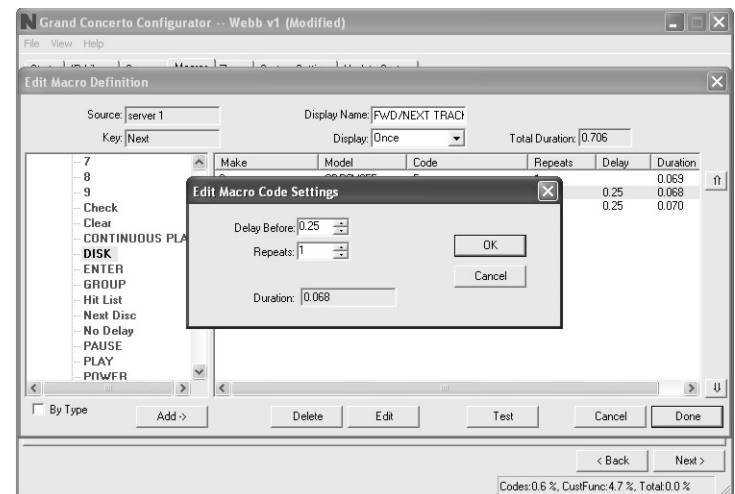 Grand Concerto Configurator -- Webb v1 (Modified)
File View Help
Edit Macro Definition
Source: server 1 Display Name: FWD/NEXT TRACK
Key: Next Display: Once Total Duration: 0.706
7 Make Model Code Repeats Delay Duration
8 0.069
9 0.25 0.068
Check 0.25 0.070
Clear
CONTINUOUS PLA
DISK
ENTER
GROUP
Hit List
Next Disc
No Delay
PAUSE
PLAY
POWER
Edit Macro Code Settings
Delay Before: 0.25
Repeats: 1
OK
Cancel
Duration: 0.068
By Type Add -> Delete Edit Test Cancel Done
< Back Next >
Codes:0.6 %, CustFunc:4.7 %, Total:0.0 %